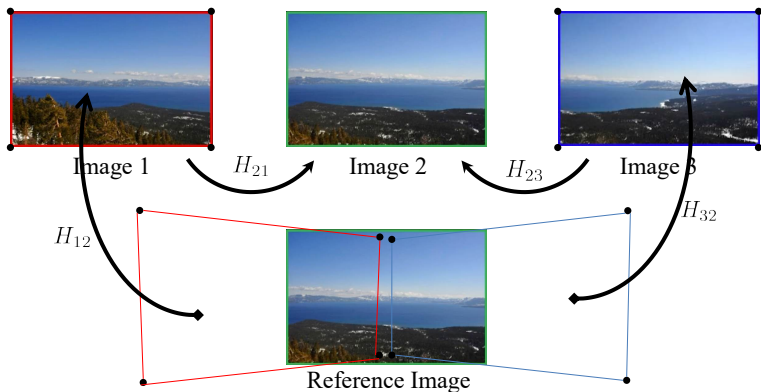 Image 1
H21
Image 2
H23
Image 3
H12
H32
Reference Image